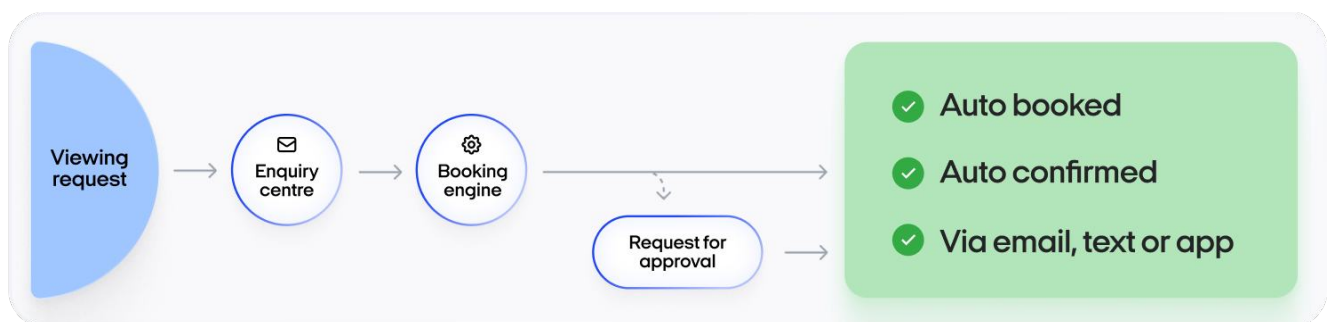 Viewing
request
Enquiry
centre
Booking
engine
Request for
approval
Auto booked
Auto confirmed
Via email, text or app